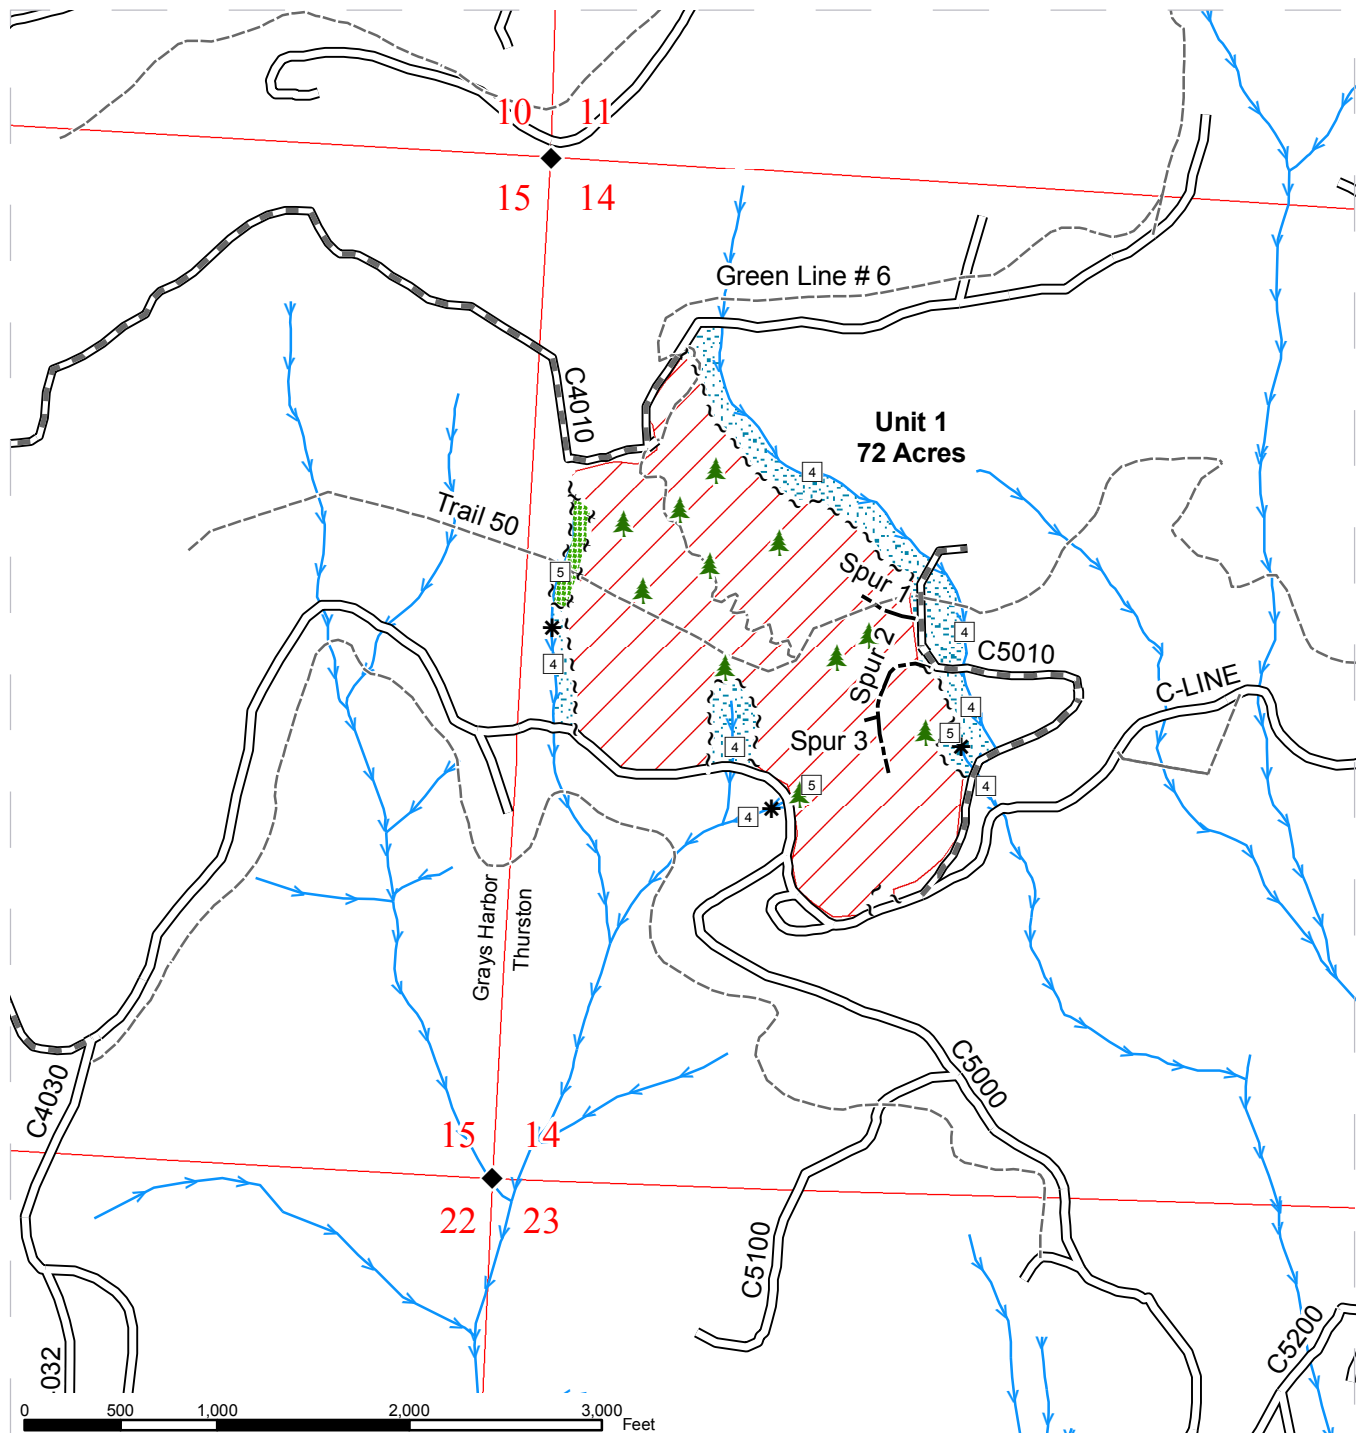 10 11
15 14
Green Line # 6
C4010
Unit 1
72 Acres
4
Trail 50
5
Spur 1
4
4
Spur 2
C5010
C-LINE
4
5
Spur 3
4
5
4
4
Grays Harbor
Thurston
C4030
C5000
15 14
22 23
C5100
C5200
032
0 500 1,000 2,000 3,000
Feet